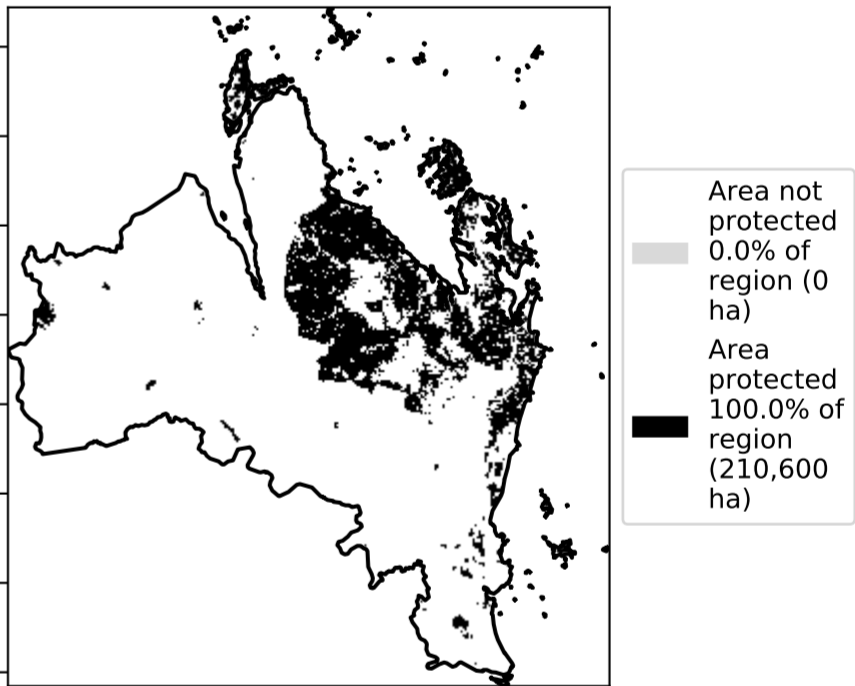 Area not
protected
0.0% of
region (0
ha)
Area
protected
100.0% of
region
(210,600
ha)